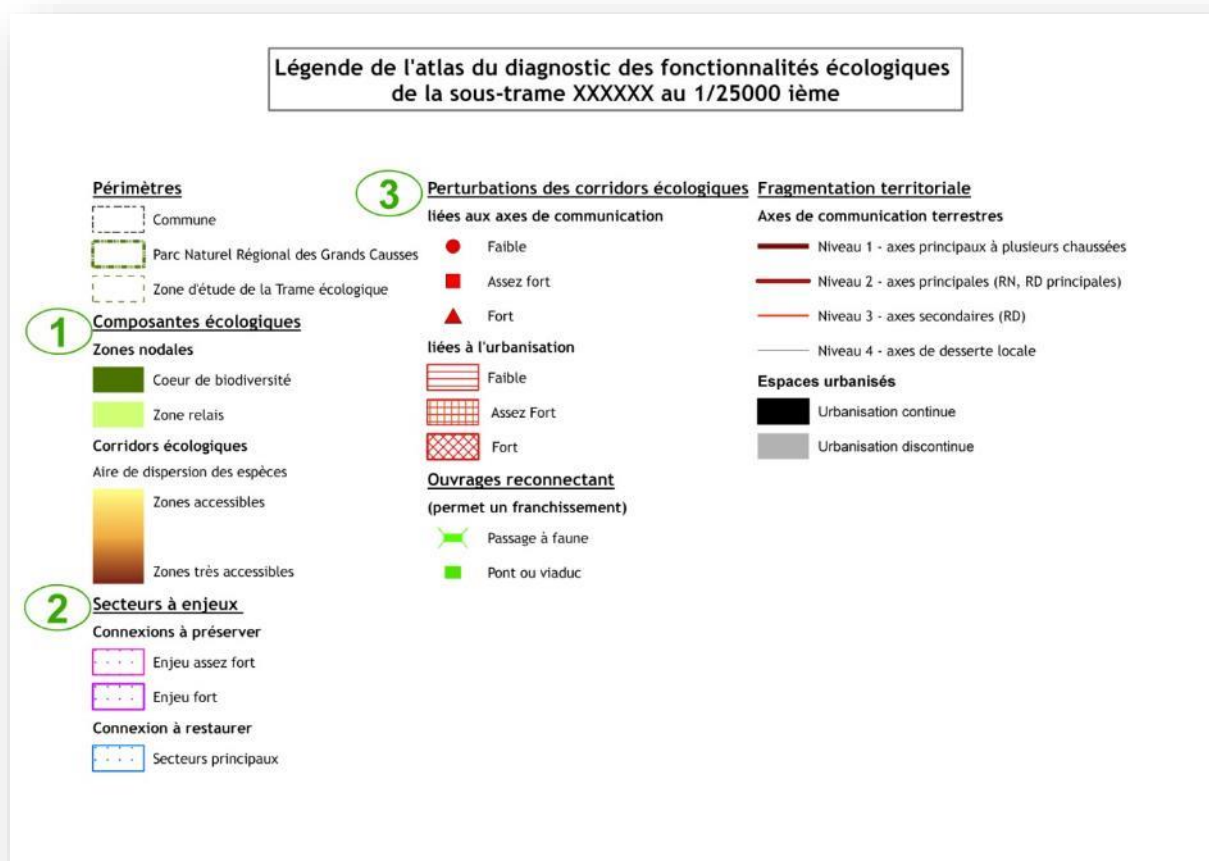 Légende de l'atlas du diagnostic des fonctionnalités écologiques
de la sous-trame XXXXXX au 1/25000 ième
Périmètres
Commune
Parc Naturel Régional des Grands Causses
Zone d'étude de la Trame écologique
1
Composantes écologiques
Zones nodales
Coeur de biodiversité
Zone relais
Corridors écologiques
Aire de dispersion des espèces
Zones accessibles
Zones très accessibles
2
Secteurs à enjeux
Connexions à préserver
Enjeu assez fort
Enjeu fort
Connexion à restaurer
Secteurs principaux
3
Perturbations des corridors écologiques
liées aux axes de communication
Faible
Assez fort
Fort
liées à l'urbanisation
Faible
Assez Fort
Fort
Ouvrages reconnectant
(permet un franchissement)
Passage à faune
Pont ou viaduc
Fragmentation territoriale
Axes de communication terrestres
Niveau 1 - axes principaux à plusieurs chaussées
Niveau 2 - axes principales (RN, RD principales)
Niveau 3 - axes secondaires (RD)
Niveau 4 - axes de desserte locale
Espaces urbanisés
Urbanisation continue
Urbanisation discontinue